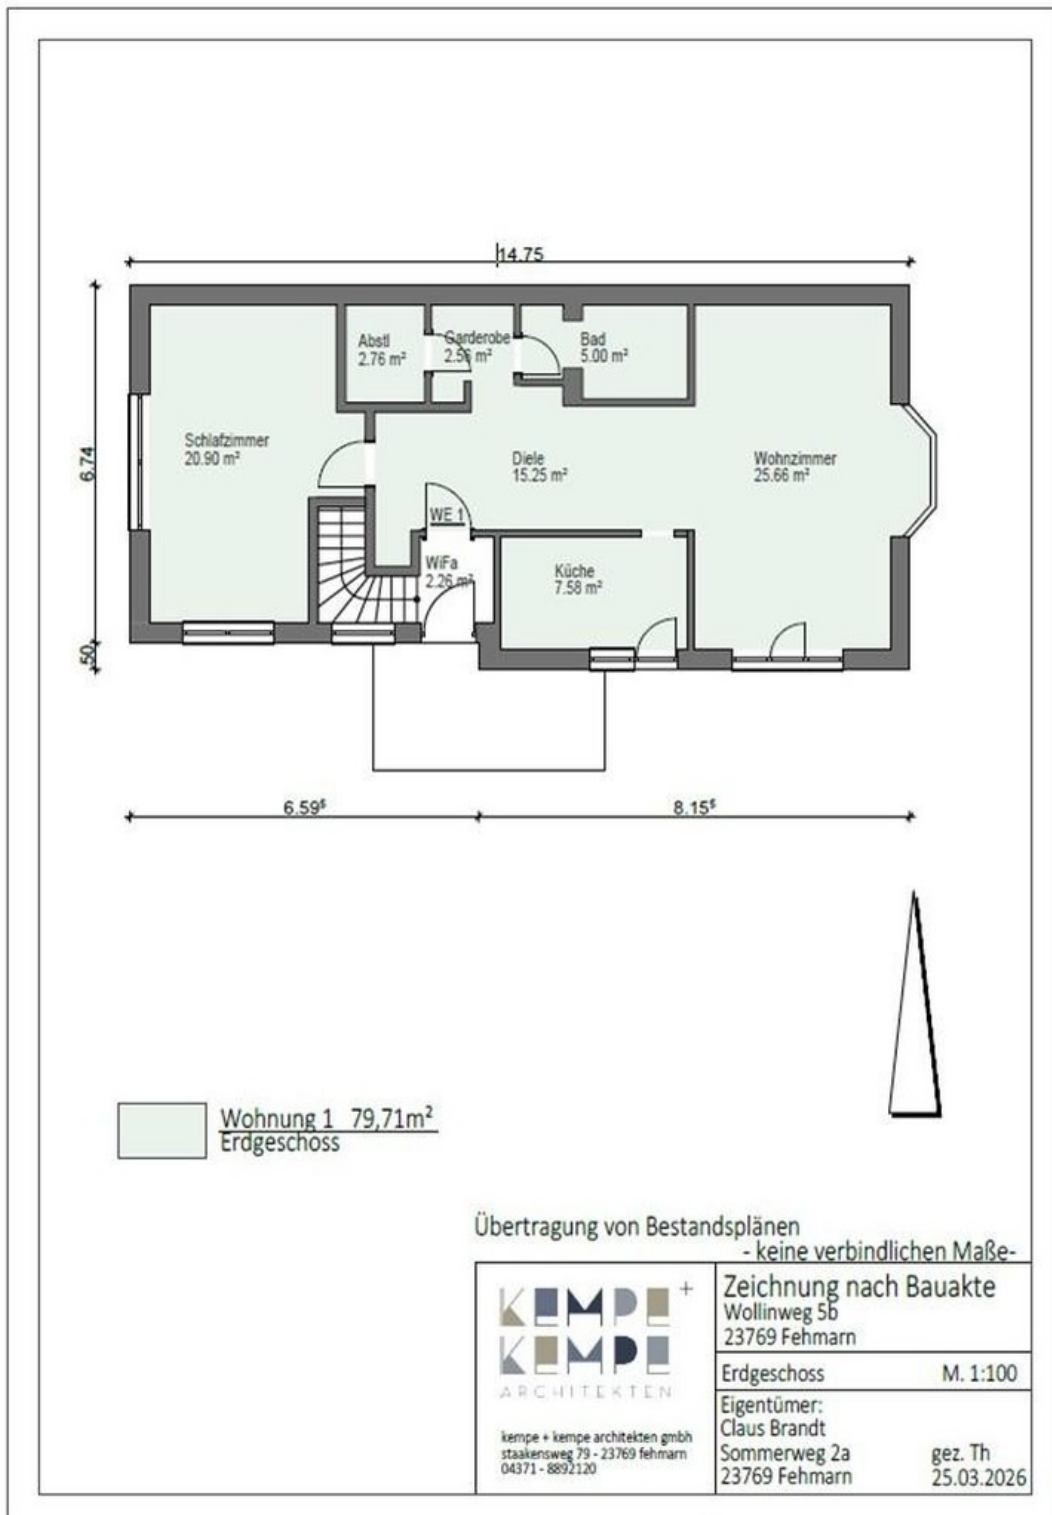 14.75
6.74
50
Abstl
2.76 m²
Garderobe
2.56 m²
Bad
5.00 m²
Schlafzimmer
20.90 m²
Diele
15.25 m²
Wohnzimmer
25.66 m²
WE 1
WiFa
2.26 m²
Küche
7.58 m²
6.59⁵
8.15⁵
Wohnung 1 79,71m²
Erdgeschoss
Übertragung von Bestandsplänen
- keine verbindlichen Maße-
KEMPE +
KEMPE
ARCHITEKTEN
kempe + kempe architekten gmbh
staakensweg 79 - 23769 fehmarn
04371 - 8892120
Zeichnung nach Bauakte
Wollinweg 5b
23769 Fehmarn
Erdgeschoss M. 1:100
Eigentümer:
Claus Brandt
Sommerweg 2a gez. Th
23769 Fehmarn 25.03.2026